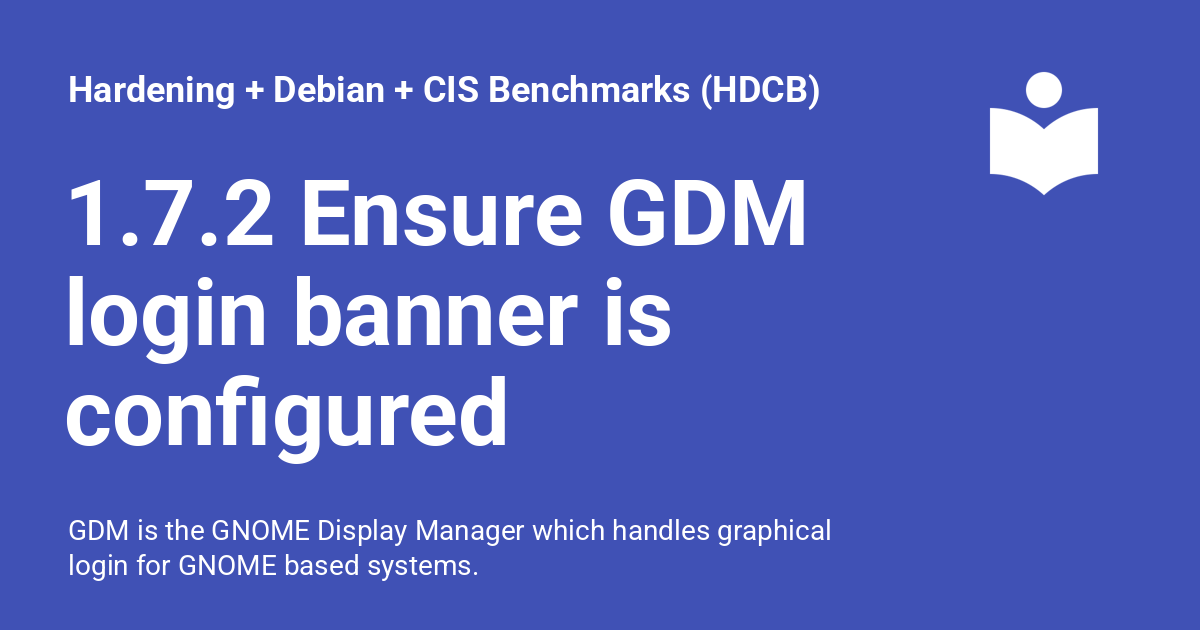 Hardening + Debian + CIS Benchmarks (HDCB)
1.7.2 Ensure GDM
login banner is
configured
GDM is the GNOME Display Manager which handles graphical
login for GNOME based systems.